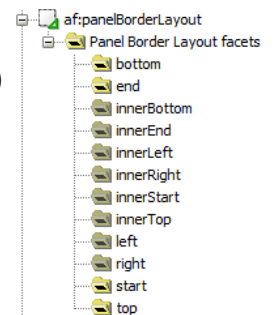 af:panelBorderLayout
Panel Border Layout facets
bottom
end
innerBottom
innerEnd
innerLeft
innerRight
innerStart
innerTop
left
right
start
top